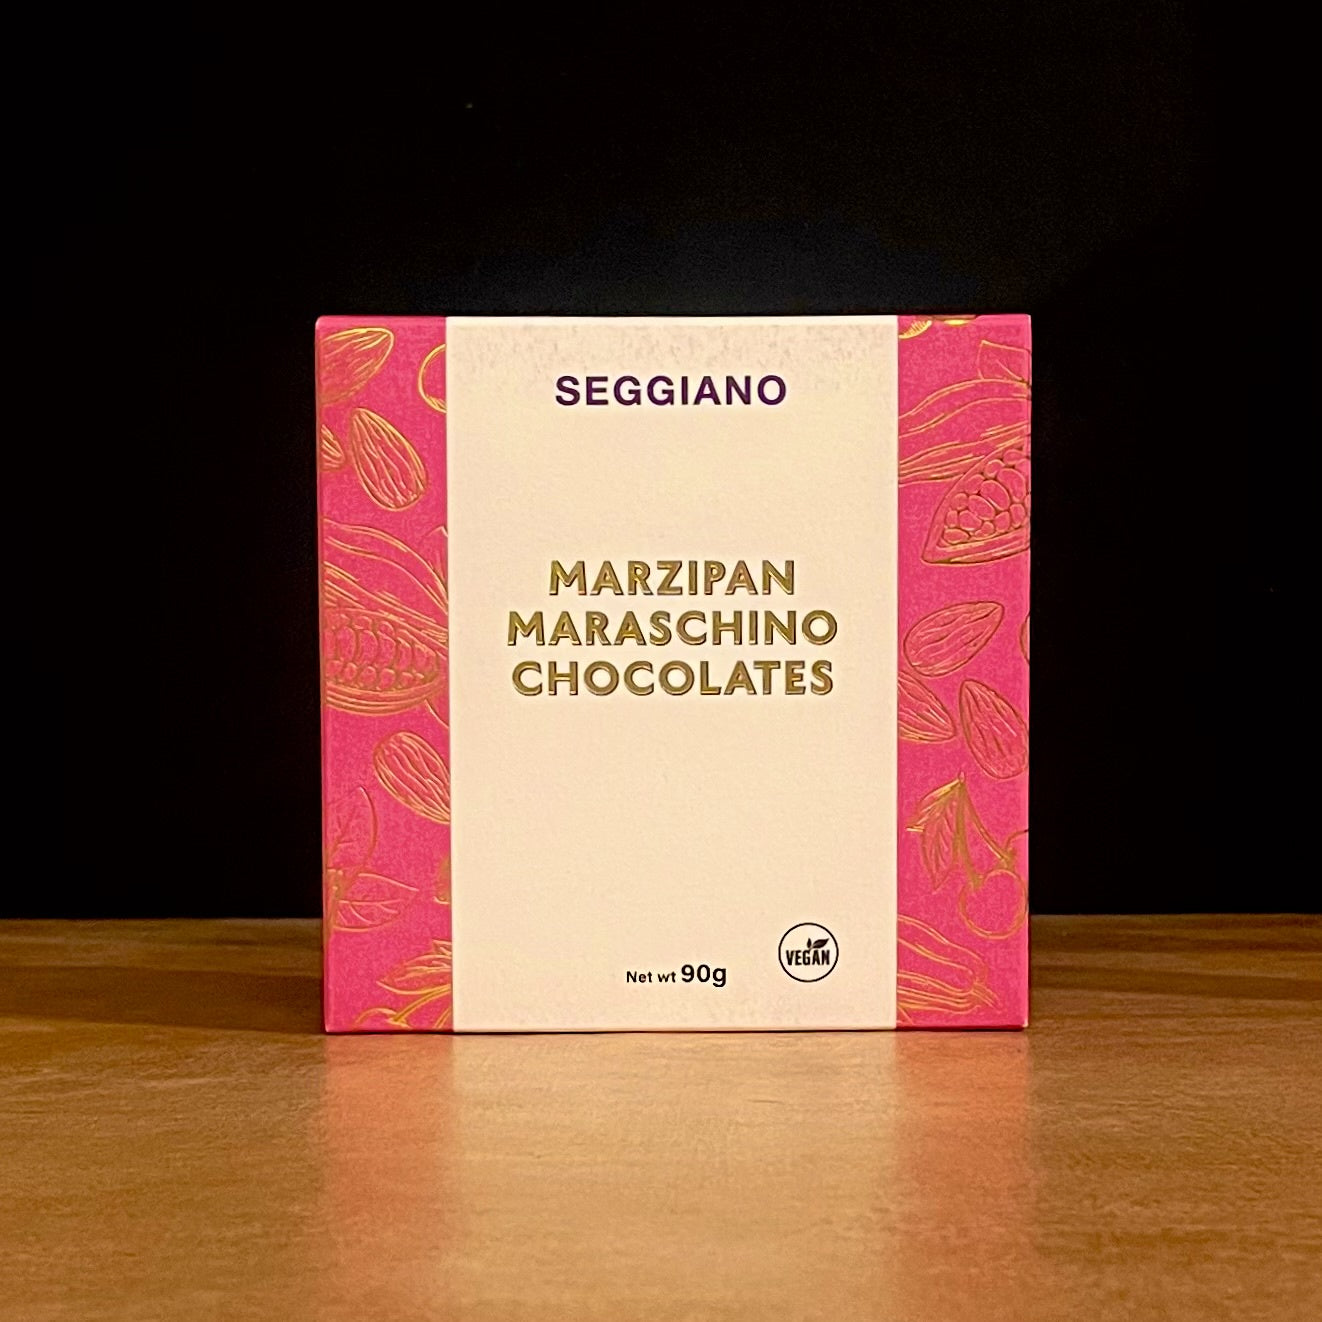 SEGGIANO
MARZIPAN
MARASCHINO
CHOCOLATES
Net wt 90g
VEGAN